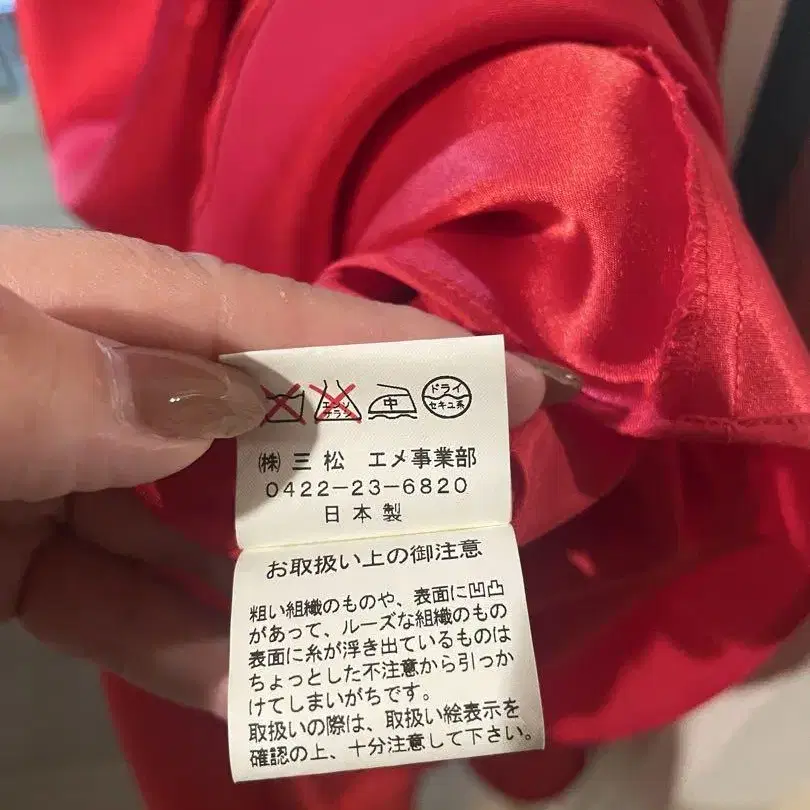 エンソ 中 ドライ
サラシ セキユ系
㈱ 三松 エメ事業部
0422-23-6820
日本製
お取扱い上の御注意
粗い組織のものや、表面に凹凸
があって、ルーズな組織のもの
表面に糸が浮き出ているものは
ちょっとした不注意から引っか
けてしまいがちです。
取扱いの際は、取扱い絵表示を
確認の上、十分注意して下さい。